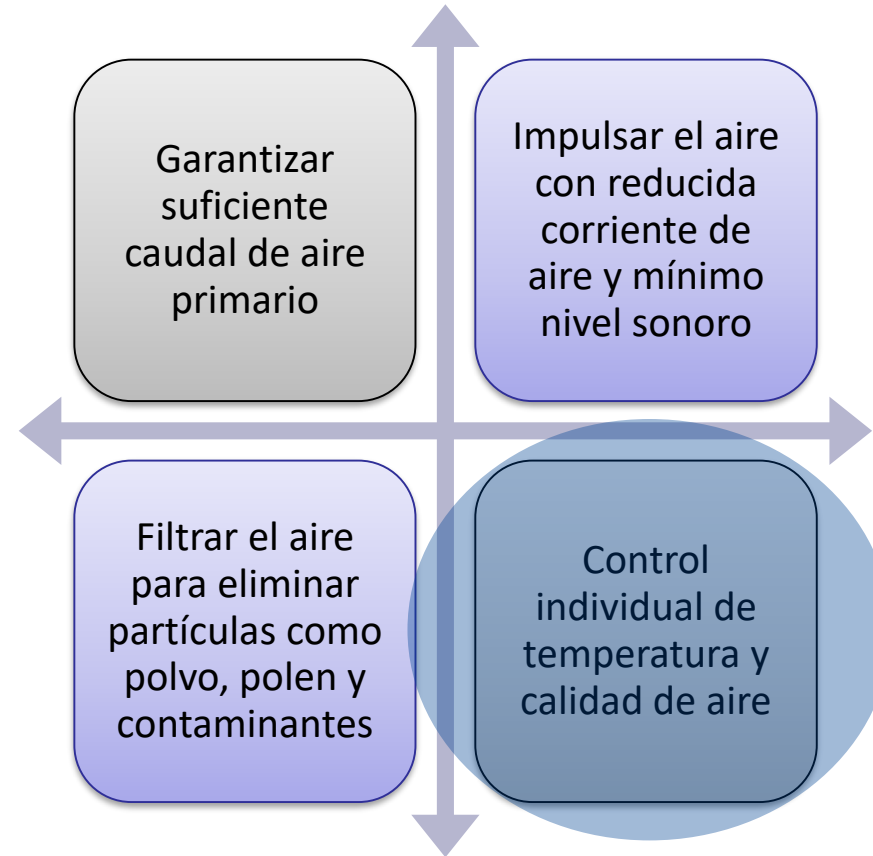 Garantizar
suficiente
caudal de aire
primario
Impulsar el aire
con reducida
corriente de
aire y mínimo
nivel sonoro
Filtrar el aire
para eliminar
partículas como
polvo, polen y
contaminantes
Control
individual de
temperatura y
calidad de aire